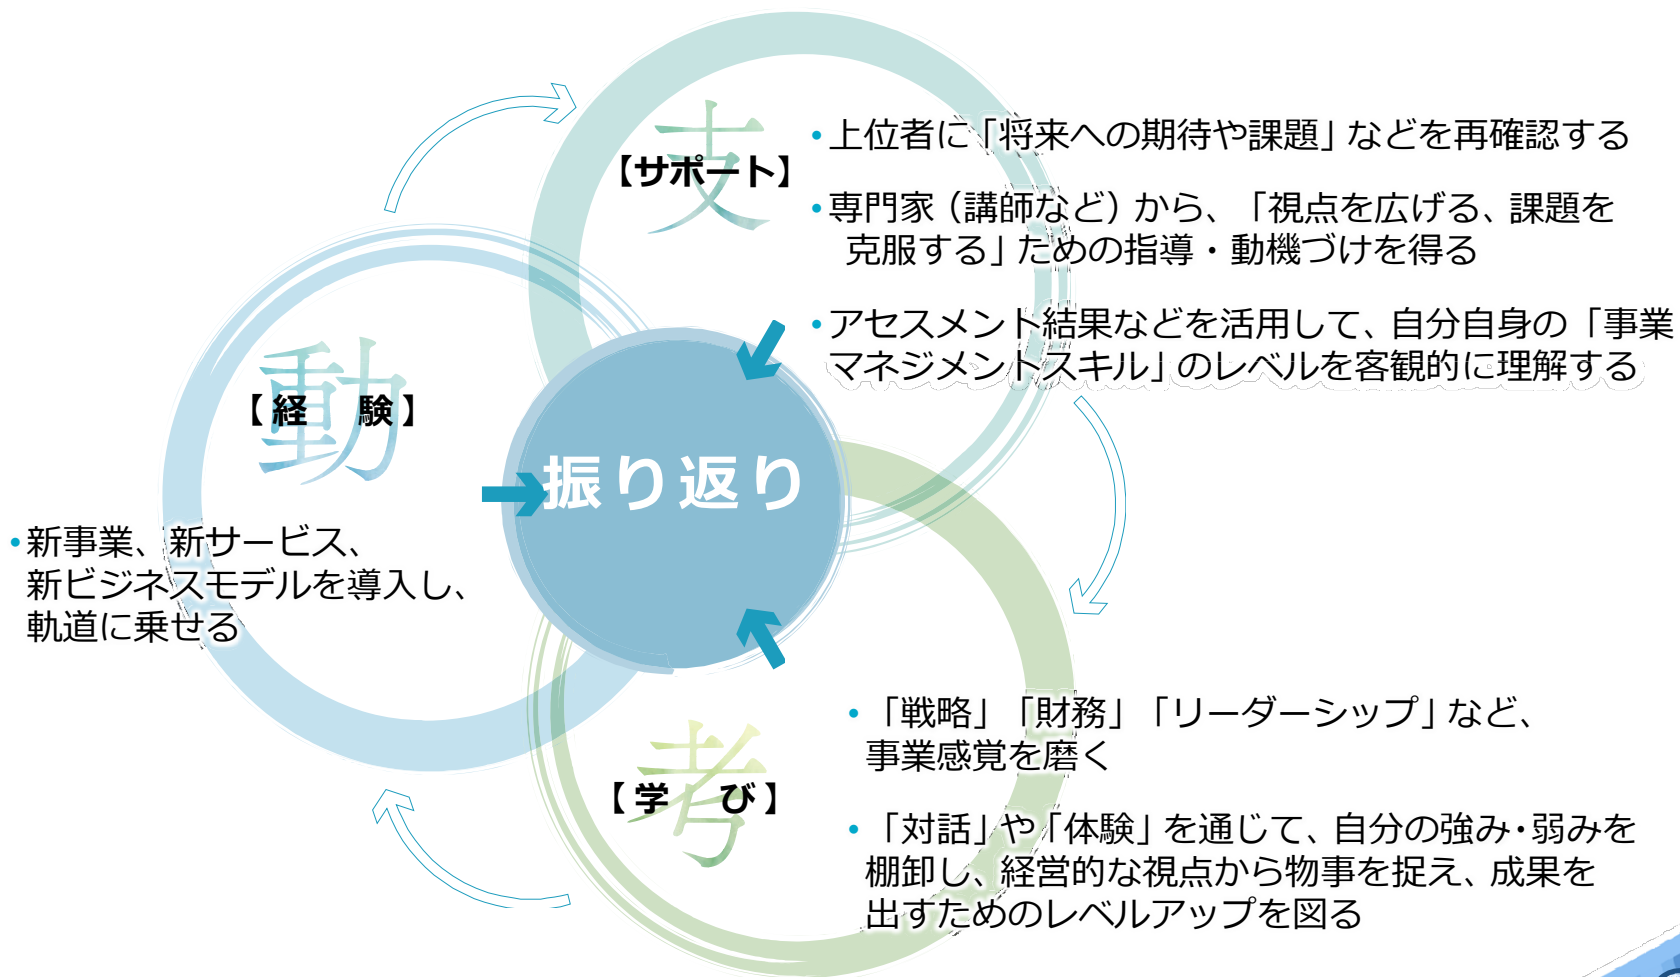 支
【サポート】
• 上位者に「将来への期待や課題」などを再確認する
• 専門家（講師など）から、「視点を広げる、課題を
克服する」ための指導・動機づけを得る
• アセスメント結果などを活用して、自分自身の「事業
マネジメントスキル」のレベルを客観的に理解する
動
【経　験】
• 新事業、新サービス、
新ビジネスモデルを導入し、
軌道に乗せる
振り返り
考
【学　び】
• 「戦略」「財務」「リーダーシップ」など、
事業感覚を磨く
• 「対話」や「体験」を通じて、自分の強み・弱みを
棚卸し、経営的な視点から物事を捉え、成果を
出すためのレベルアップを図る